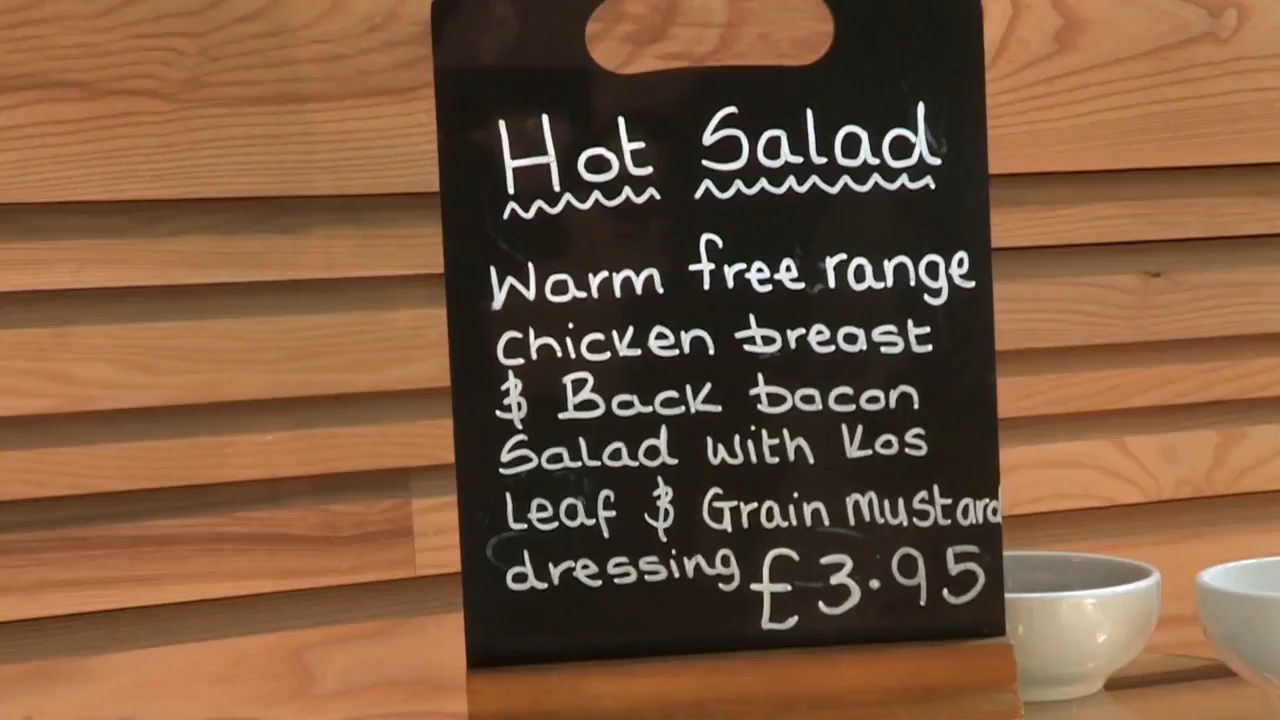 Hot Salad
Warm free range
chicken breast
& Back bacon
Salad with Kos
Leaf & Grain Mustard
dressing £3.95